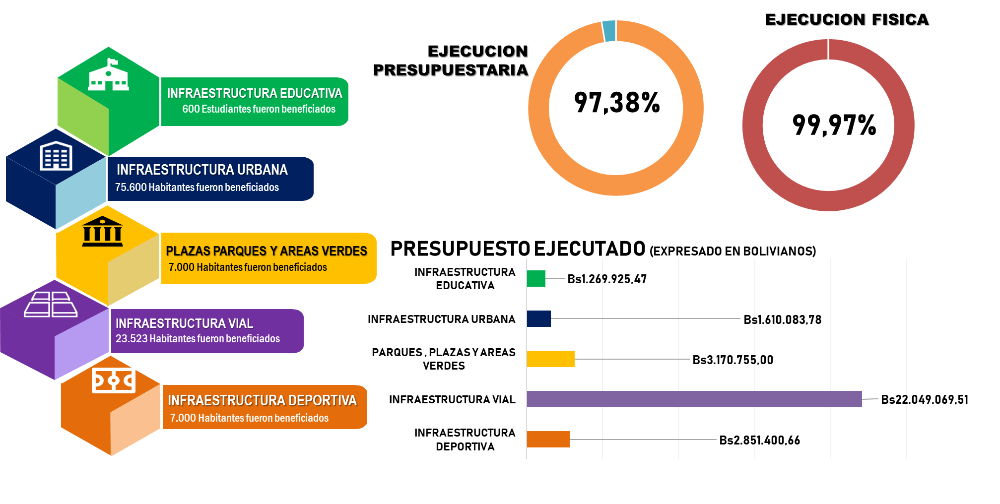 INFRAESTRUCTURA EDUCATIVA
600 Estudiantes fueron beneficiados
INFRAESTRUCTURA URBANA
75.600 Habitantes fueron beneficiados
PLAZAS PARQUES Y AREAS VERDES
7.000 Habitantes fueron beneficiados
INFRAESTRUCTURA VIAL
23.523 Habitantes fueron beneficiados
INFRAESTRUCTURA DEPORTIVA
7.000 Habitantes fueron beneficiados
EJECUCION
PRESUPUESTARIA
97,38%
EJECUCION FISICA
99,97%
PRESUPUESTO EJECUTADO (EXPRESADO EN BOLIVIANOS)
INFRAESTRUCTURA
EDUCATIVA
Bs1.269.925,47
INFRAESTRUCTURA URBANA
Bs1.610.083,78
PARQUES , PLAZAS Y AREAS
VERDES
Bs3.170.755,00
INFRAESTRUCTURA VIAL
Bs22.049.069,51
INFRAESTRUCTURA
DEPORTIVA
Bs2.851.400,66